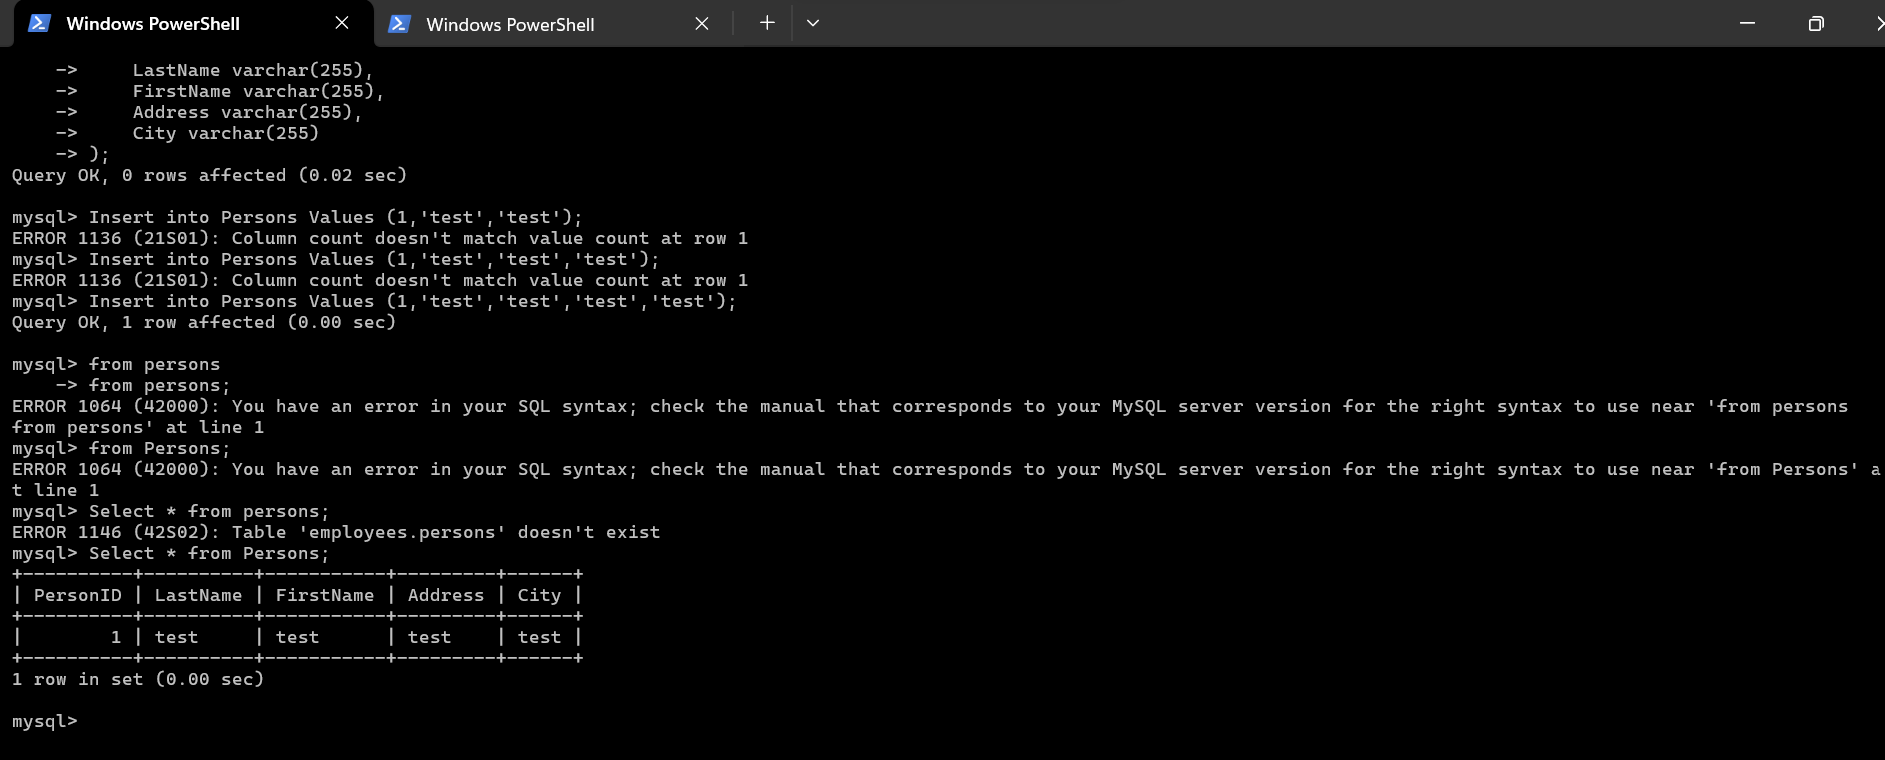 Windows PowerShell
Windows PowerShell
    ->     LastName varchar(255),
    ->     FirstName varchar(255),
    ->     Address varchar(255),
    ->     City varchar(255)
    -> );
Query OK, 0 rows affected (0.02 sec)
mysql> Insert into Persons Values (1,'test','test');
ERROR 1136 (21S01): Column count doesn't match value count at row 1
mysql> Insert into Persons Values (1,'test','test','test');
ERROR 1136 (21S01): Column count doesn't match value count at row 1
mysql> Insert into Persons Values (1,'test','test','test','test');
Query OK, 1 row affected (0.00 sec)
mysql> from persons
    -> from persons;
ERROR 1064 (42000): You have an error in your SQL syntax; check the manual that corresponds to your MySQL server version for the right syntax to use near 'from persons
from persons' at line 1
mysql> from Persons;
ERROR 1064 (42000): You have an error in your SQL syntax; check the manual that corresponds to your MySQL server version for the right syntax to use near 'from Persons' a
t line 1
mysql> Select * from persons;
ERROR 1146 (42S02): Table 'employees.persons' doesn't exist
mysql> Select * from Persons;
+----------+----------+-----------+---------+------+
| PersonID | LastName | FirstName | Address | City |
+----------+----------+-----------+---------+------+
|        1 | test     | test      | test    | test |
+----------+----------+-----------+---------+------+
1 row in set (0.00 sec)
mysql>